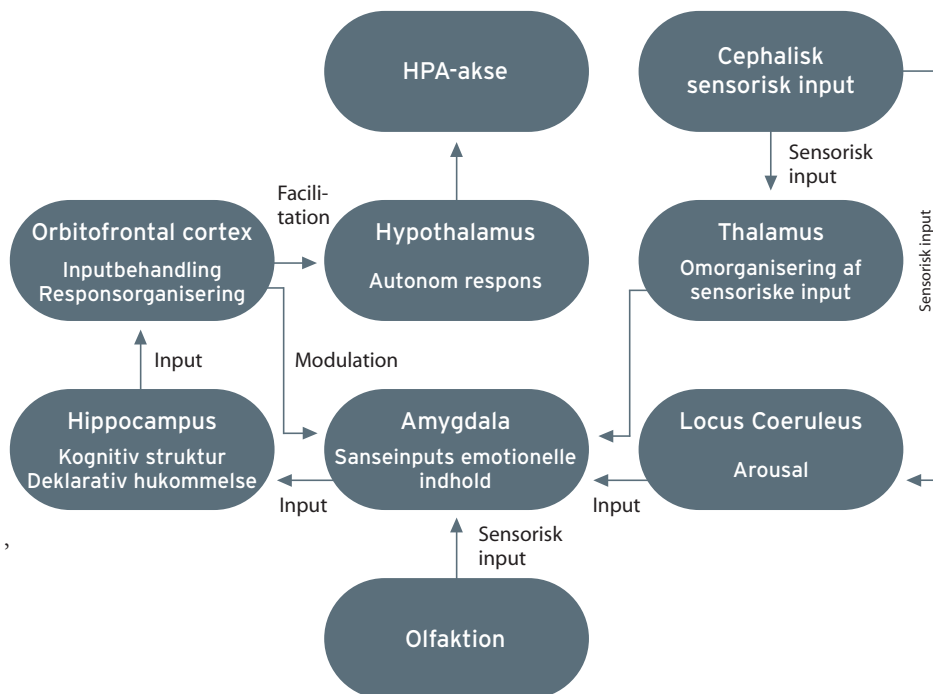 HPA-akse
Cephalisk
sensorisk input
Sensorisk
input
Facili-
tation
Orbitofrontal cortex
Inputbehandling
Responsorganisering
Hypothalamus
Autonom respons
Thalamus
Omorganisering af
sensoriske input
Sensorisk input
Input
Modulation
Hippocampus
Kognitiv struktur
Deklarativ hukommelse
Amygdala
Sanseinputs emotionelle
indhold
Locus Coeruleus
Arousal
Input
Input
Sensorisk
input
,
Olfaktion